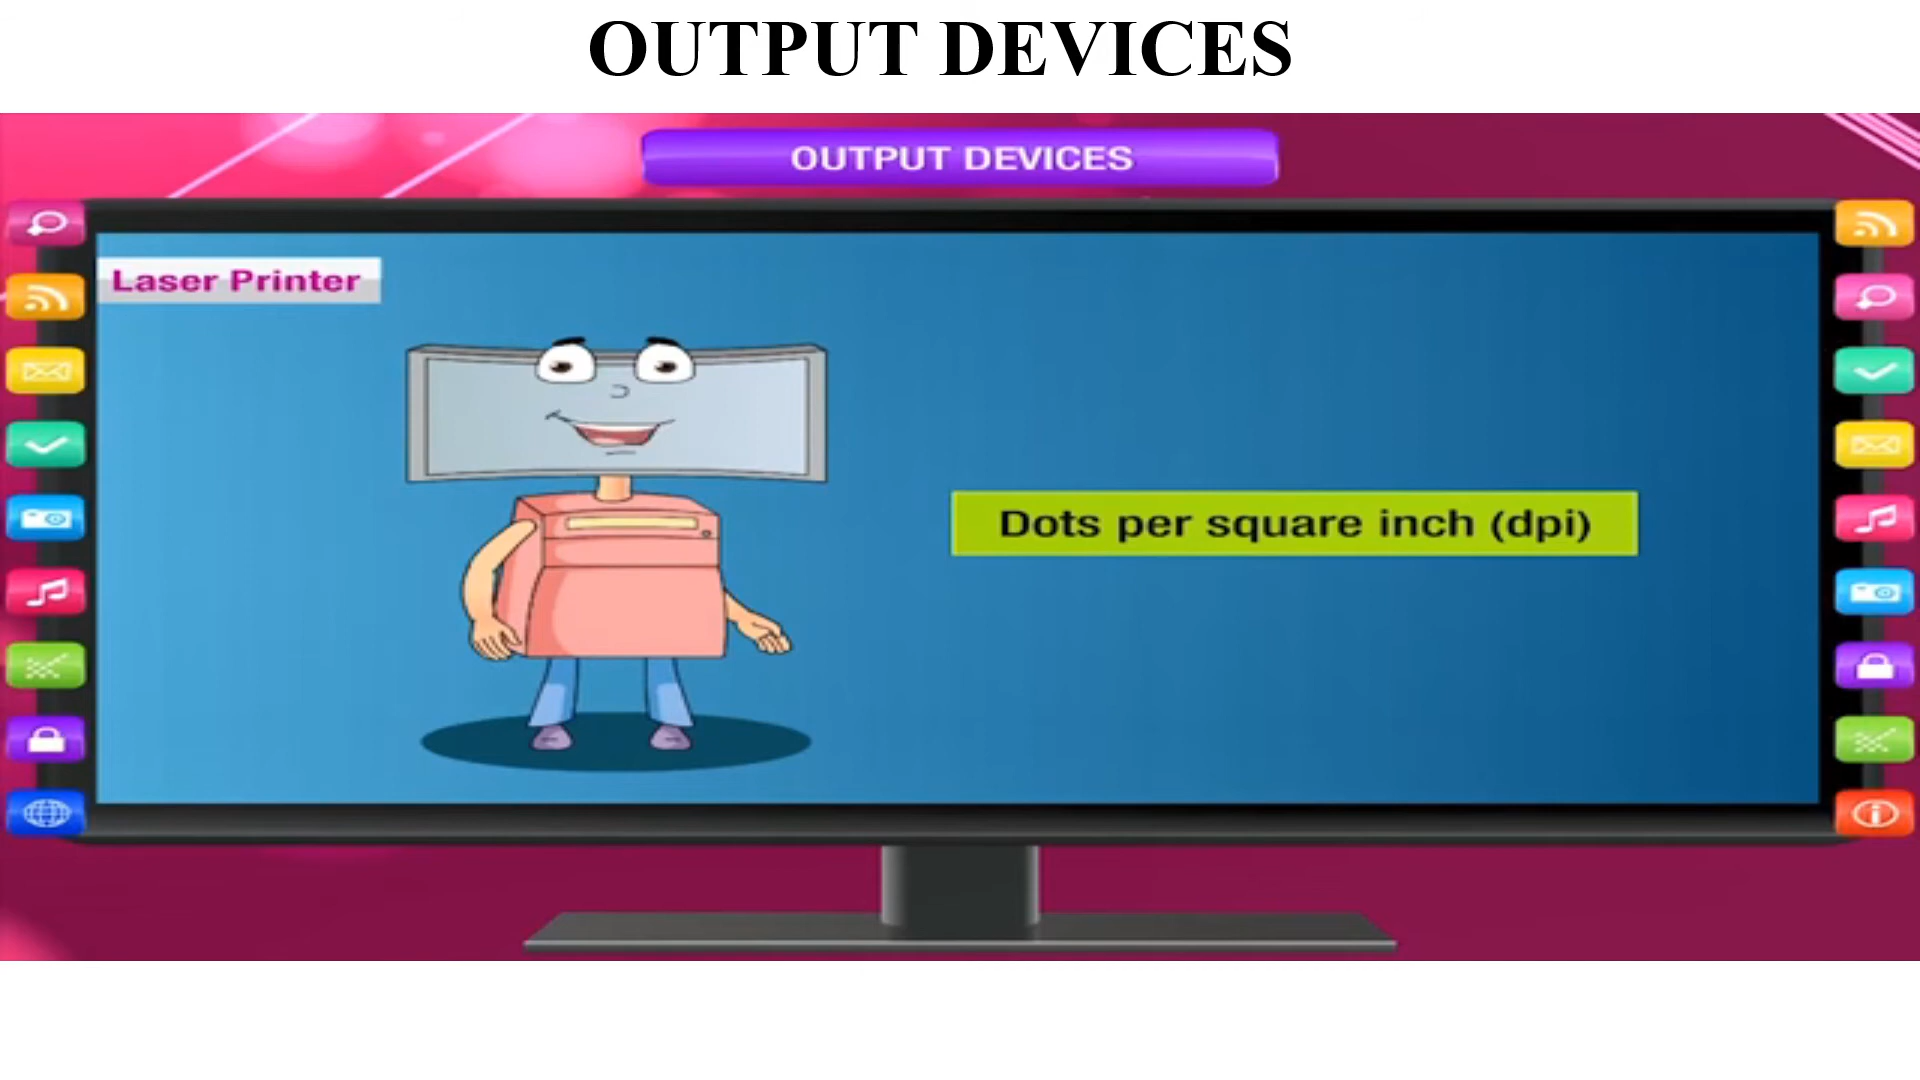 OUTPUT DEVICES
OUTPUT DEVICES
Laser Printer
Dots per square inch (dpi)